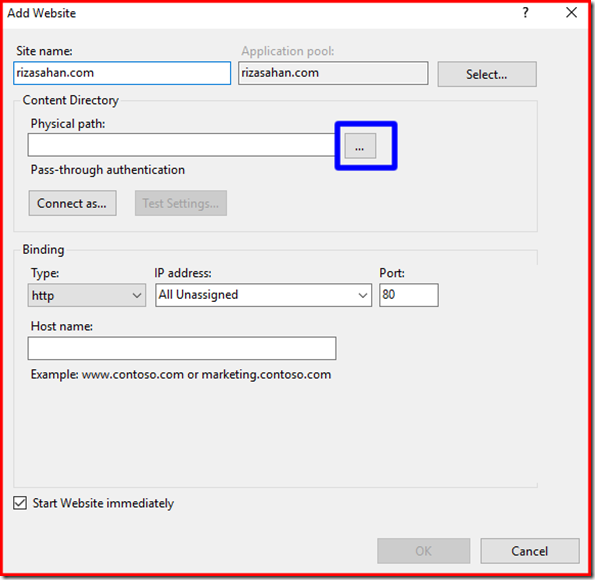 Add Website ?
Site name: Application pool:
rizasahan.com rizasahan.com Select...
Content Directory
Physical path:
...
Pass-through authentication
Connect as... Test Settings...
Binding
Type: IP address: Port:
http All Unassigned 80
Host name:
Example: www.contoso.com or marketing.contoso.com
Start Website immediately
OK Cancel